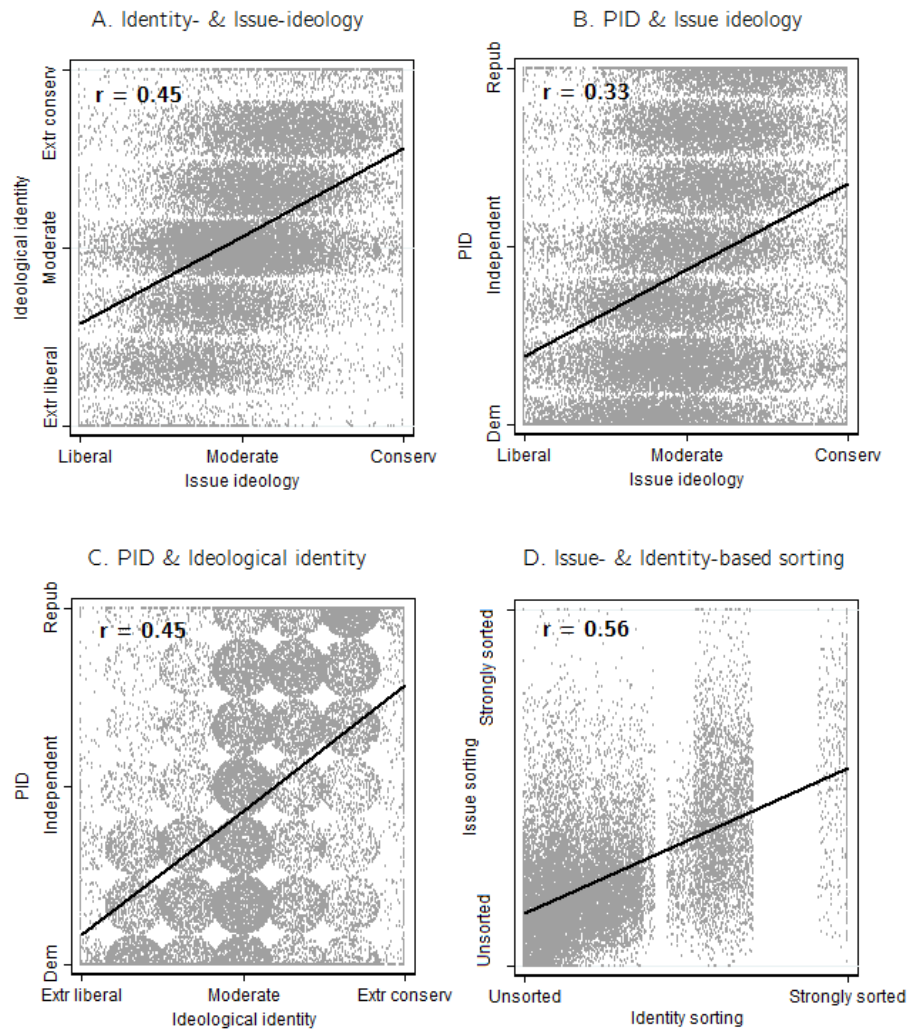 A. Identity- & Issue-ideology
r = 0.45
Extr conserv
Moderate
Extr liberal
Ideological identity
Liberal
Moderate
Conserv
Issue ideology
B. PID & Issue ideology
r = 0.33
Repub
Independent
Dem
PID
Liberal
Moderate
Conserv
Issue ideology
C. PID & Ideological identity
r = 0.45
Repub
Independent
Dem
PID
Extr liberal
Moderate
Extr conserv
Ideological identity
D. Issue- & Identity-based sorting
r = 0.56
Strongly sorted
Unsorted
Issue sorting
Unsorted
Strongly sorted
Identity sorting